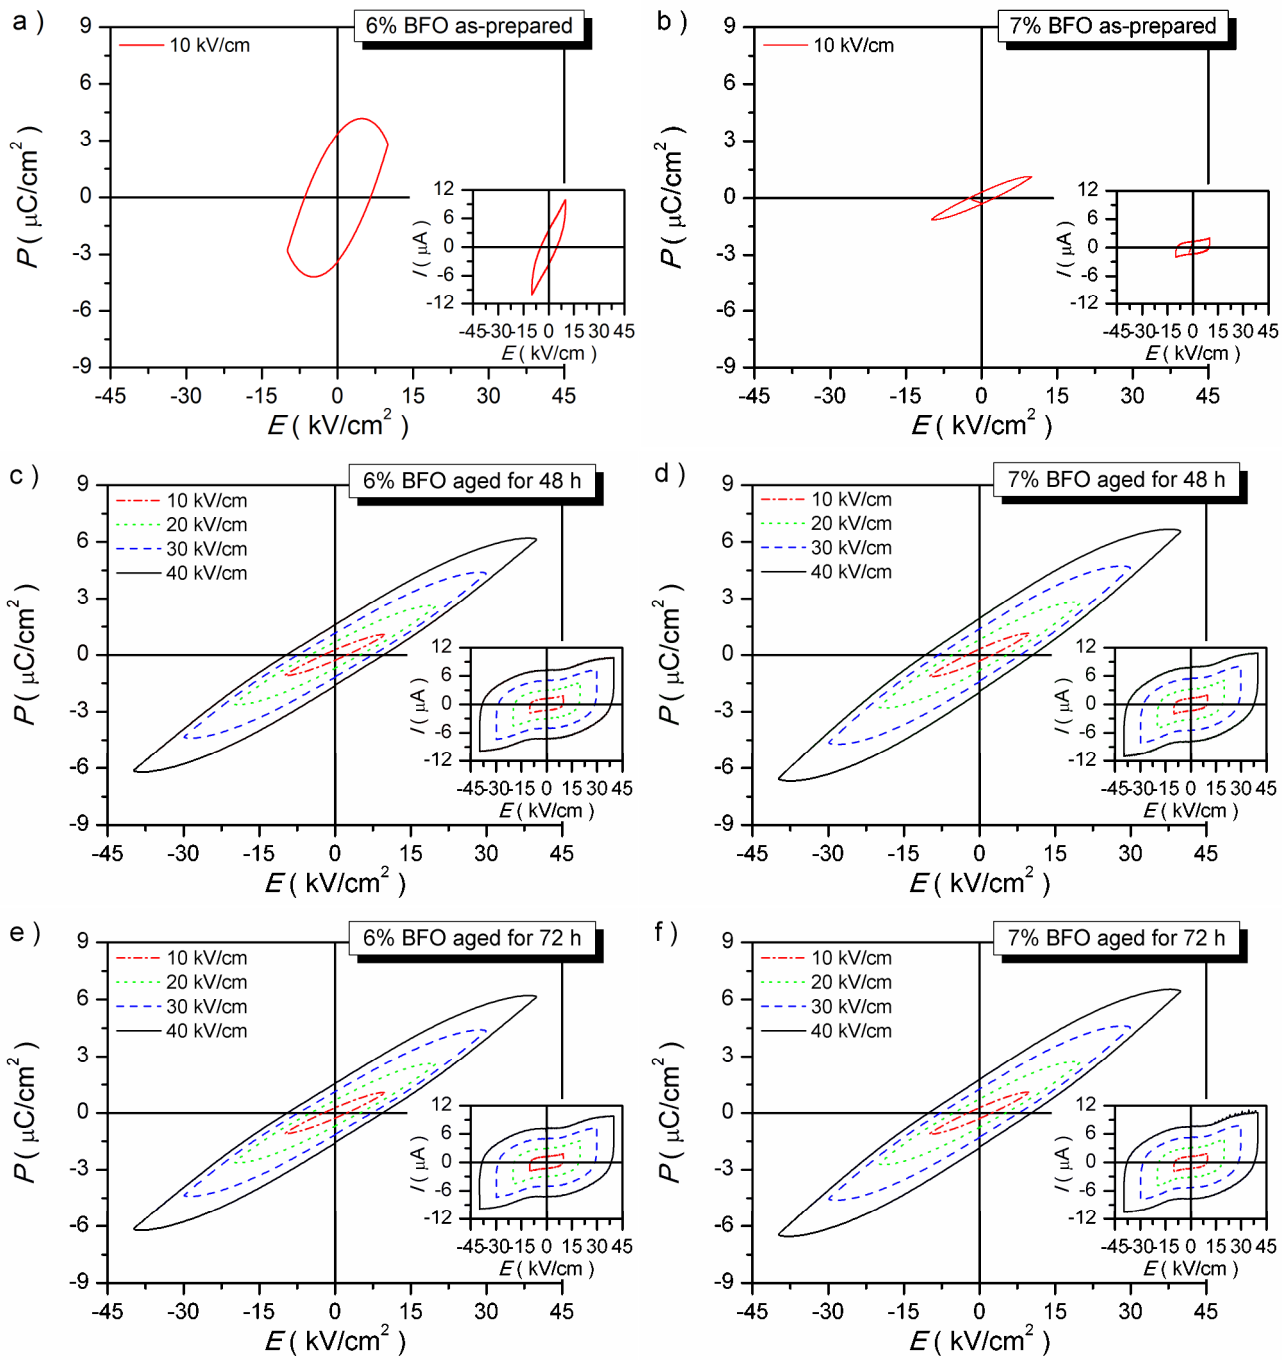 a )
6% BFO as-prepared
10 kV/cm
9
6
3
0
-3
-6
-9
P ( μC/cm²)
-45 -30 -15 0 15 30 45
E ( kV/cm²)
12
6
0
-6
-12
I ( μA)
-45 -30 -15 0 15 30 45
E ( kV/cm)
b )
7% BFO as-prepared
10 kV/cm
9
6
3
0
-3
-6
-9
P ( μC/cm²)
-45 -30 -15 0 15 30 45
E ( kV/cm²)
12
6
0
-6
-12
I ( μA)
-45 -30 -15 0 15 30 45
E ( kV/cm)
c )
6% BFO aged for 48 h
10 kV/cm
20 kV/cm
30 kV/cm
40 kV/cm
9
6
3
0
-3
-6
-9
P ( μC/cm²)
-45 -30 -15 0 15 30 45
E ( kV/cm²)
12
6
0
-6
-12
I ( μA)
-45 -30 -15 0 15 30 45
E ( kV/cm)
d )
7% BFO aged for 48 h
10 kV/cm
20 kV/cm
30 kV/cm
40 kV/cm
9
6
3
0
-3
-6
-9
P ( μC/cm²)
-45 -30 -15 0 15 30 45
E ( kV/cm²)
12
6
0
-6
-12
I ( μA)
-45 -30 -15 0 15 30 45
E ( kV/cm)
e )
6% BFO aged for 72 h
10 kV/cm
20 kV/cm
30 kV/cm
40 kV/cm
9
6
3
0
-3
-6
-9
P ( μC/cm²)
-45 -30 -15 0 15 30 45
E ( kV/cm²)
12
6
0
-6
-12
I ( μA)
-45 -30 -15 0 15 30 45
E ( kV/cm)
f )
7% BFO aged for 72 h
10 kV/cm
20 kV/cm
30 kV/cm
40 kV/cm
9
6
3
0
-3
-6
-9
P ( μC/cm²)
-45 -30 -15 0 15 30 45
E ( kV/cm²)
12
6
0
-6
-12
I ( μA)
-45 -30 -15 0 15 30 45
E ( kV/cm)